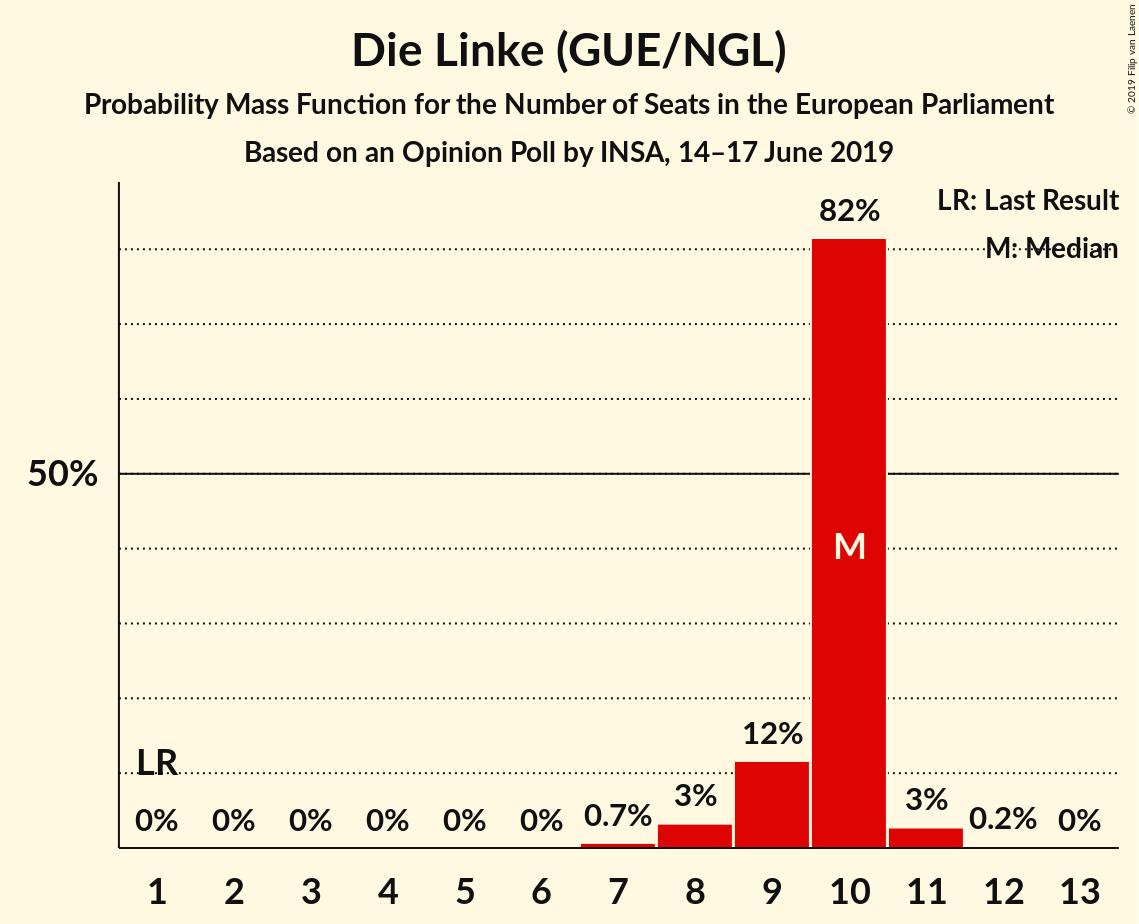 Die Linke (GUE/NGL)
Probability Mass Function for the Number of Seats in the European Parliament
Based on an Opinion Poll by INSA, 14–17 June 2019
© 2019 Filip van Laenen
LR: Last Result
M: Median
82%
50%
M
12%
LR
3%
3%
0.7%
0% 0% 0% 0% 0% 0% 0.2% 0%
1 2 3 4 5 6 7 8 9 10 11 12 13